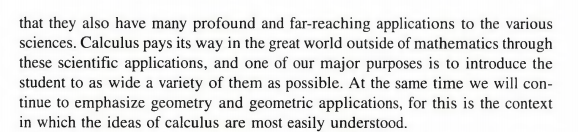 that they also have many profound and far-reaching applications to the various
sciences. Calculus pays its way in the great world outside of mathematics through
these scientific applications, and one of our major purposes is to introduce the
student to as wide a variety of them as possible. At the same time we will con-
tinue to emphasize geometry and geometric applications, for this is the context
in which the ideas of calculus are most easily understood.